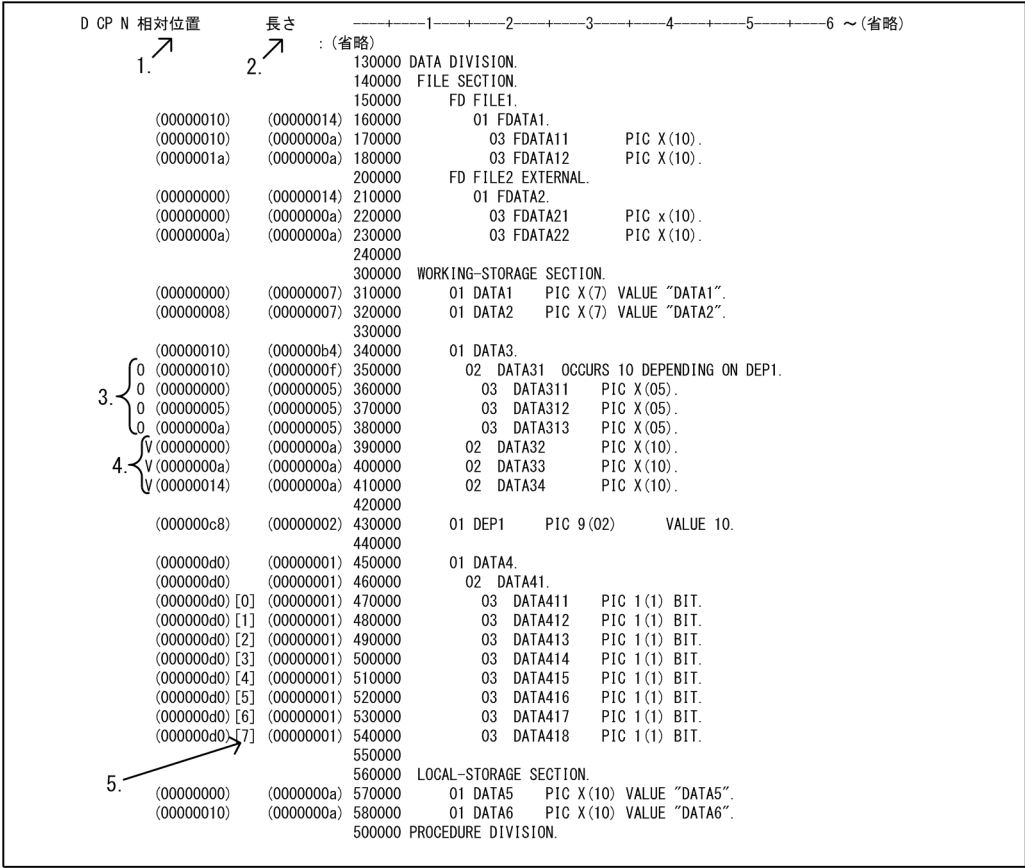 D CP N 相対位置 長さ ----+----1----+----2----+----3----+----4----+----5----+----6 ～(省略)
1. 2. :(省略)
130000 DATA DIVISION.
140000 FILE SECTION.
150000 FD FILE1.
(00000010) (00000014) 160000 01 FDATA1.
(00000010) (0000000a) 170000 03 FDATA11 PIC X(10).
(0000001a) (0000000a) 180000 03 FDATA12 PIC X(10).
200000 FD FILE2 EXTERNAL.
(00000000) (00000014) 210000 01 FDATA2.
(00000000) (0000000a) 220000 03 FDATA21 PIC x(10).
(0000000a) (0000000a) 230000 03 FDATA22 PIC X(10).
240000
300000 WORKING-STORAGE SECTION.
(00000000) (00000007) 310000 01 DATA1 PIC X(7) VALUE "DATA1".
(00000008) (00000007) 320000 01 DATA2 PIC X(7) VALUE "DATA2".
330000
(00000010) (000000b4) 340000 01 DATA3.
O (00000010) (0000000f) 350000 02 DATA31 OCCURS 10 DEPENDING ON DEP1.
3. O (00000000) (00000005) 360000 03 DATA311 PIC X(05).
O (00000005) (00000005) 370000 03 DATA312 PIC X(05).
O (0000000a) (00000005) 380000 03 DATA313 PIC X(05).
V(00000000) (0000000a) 390000 02 DATA32 PIC X(10).
4. V(0000000a) (0000000a) 400000 02 DATA33 PIC X(10).
V(00000014) (0000000a) 410000 02 DATA34 PIC X(10).
420000
(000000c8) (00000002) 430000 01 DEP1 PIC 9(02) VALUE 10.
440000
(000000d0) (00000001) 450000 01 DATA4.
(000000d0) (00000001) 460000 02 DATA41.
(000000d0)[0] (00000001) 470000 03 DATA411 PIC 1(1) BIT.
(000000d0)[1] (00000001) 480000 03 DATA412 PIC 1(1) BIT.
(000000d0)[2] (00000001) 490000 03 DATA413 PIC 1(1) BIT.
(000000d0)[3] (00000001) 500000 03 DATA414 PIC 1(1) BIT.
(000000d0)[4] (00000001) 510000 03 DATA415 PIC 1(1) BIT.
(000000d0)[5] (00000001) 520000 03 DATA416 PIC 1(1) BIT.
(000000d0)[6] (00000001) 530000 03 DATA417 PIC 1(1) BIT.
(000000d0)[7] (00000001) 540000 03 DATA418 PIC 1(1) BIT.
550000
5. 560000 LOCAL-STORAGE SECTION.
(00000000) (0000000a) 570000 01 DATA5 PIC X(10) VALUE "DATA5".
(00000010) (0000000a) 580000 01 DATA6 PIC X(10) VALUE "DATA6".
500000 PROCEDURE DIVISION.